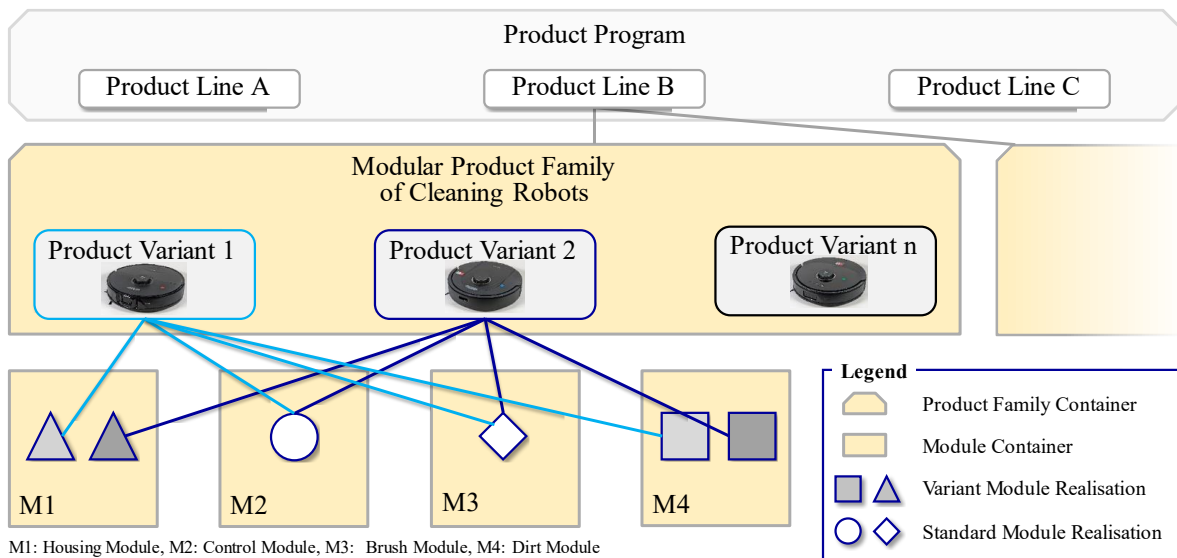 Product Program
Product Line A
Product Line B
Product Line C
Modular Product Family
of Cleaning Robots
Product Variant 1
Product Variant 2
Product Variant n
M1
M2
M3
M4
Legend
Product Family Container
Module Container
Variant Module Realisation
Standard Module Realisation
M1: Housing Module, M2: Control Module, M3: Brush Module, M4: Dirt Module